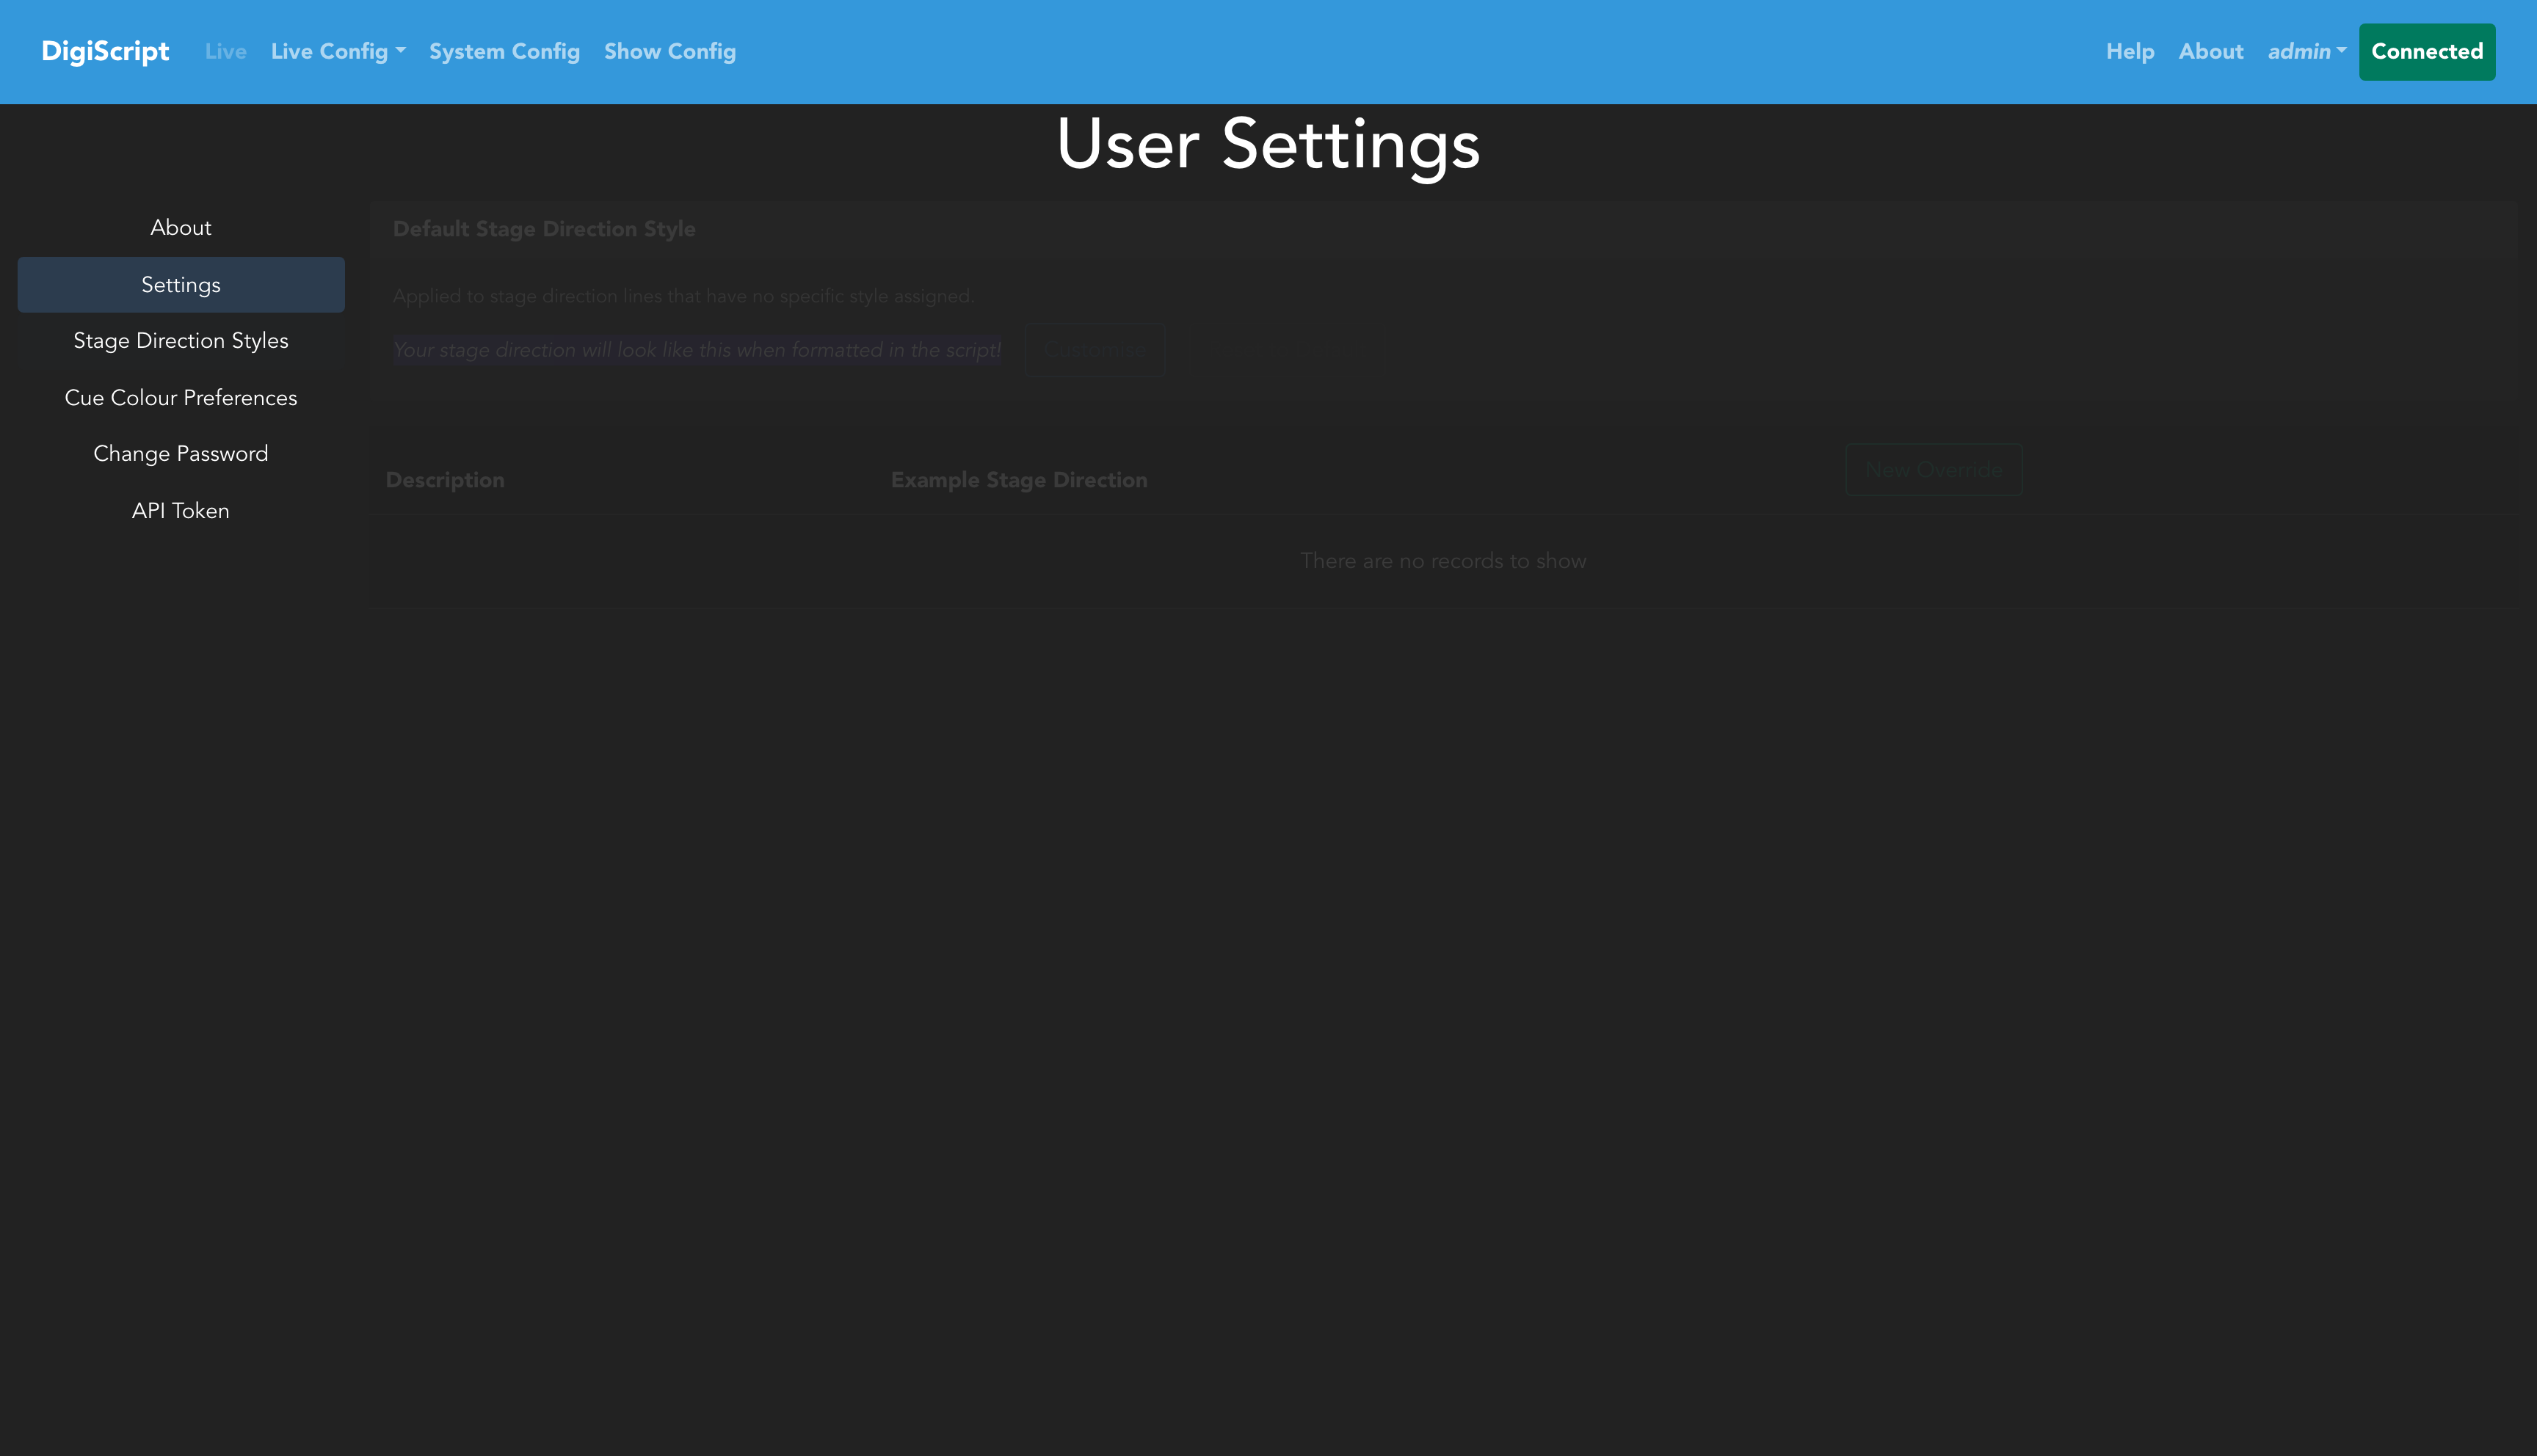 DigiScript Live Live Config System Config Show Config Help About admin Connected
User Settings
About
Settings
Stage Direction Styles
Cue Colour Preferences
Change Password
API Token
Default Stage Direction Style
Applied to stage direction lines that have no specific style assigned.
Your stage direction will look like this when formatted in the script! Customise
Description Example Stage Direction New Override
There are no records to show